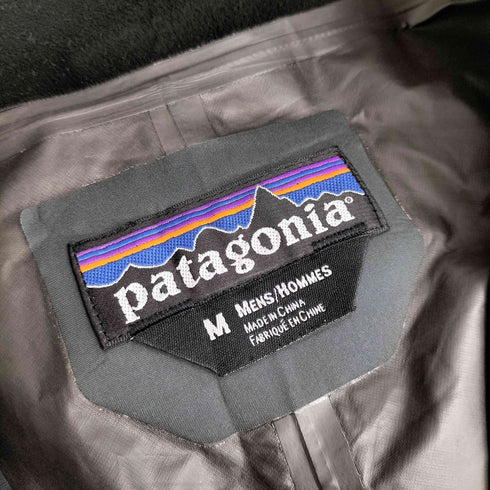 patagonia®
M MENS/HOMMES
MADE IN CHINA
FABRIQUÉ EN CHINE